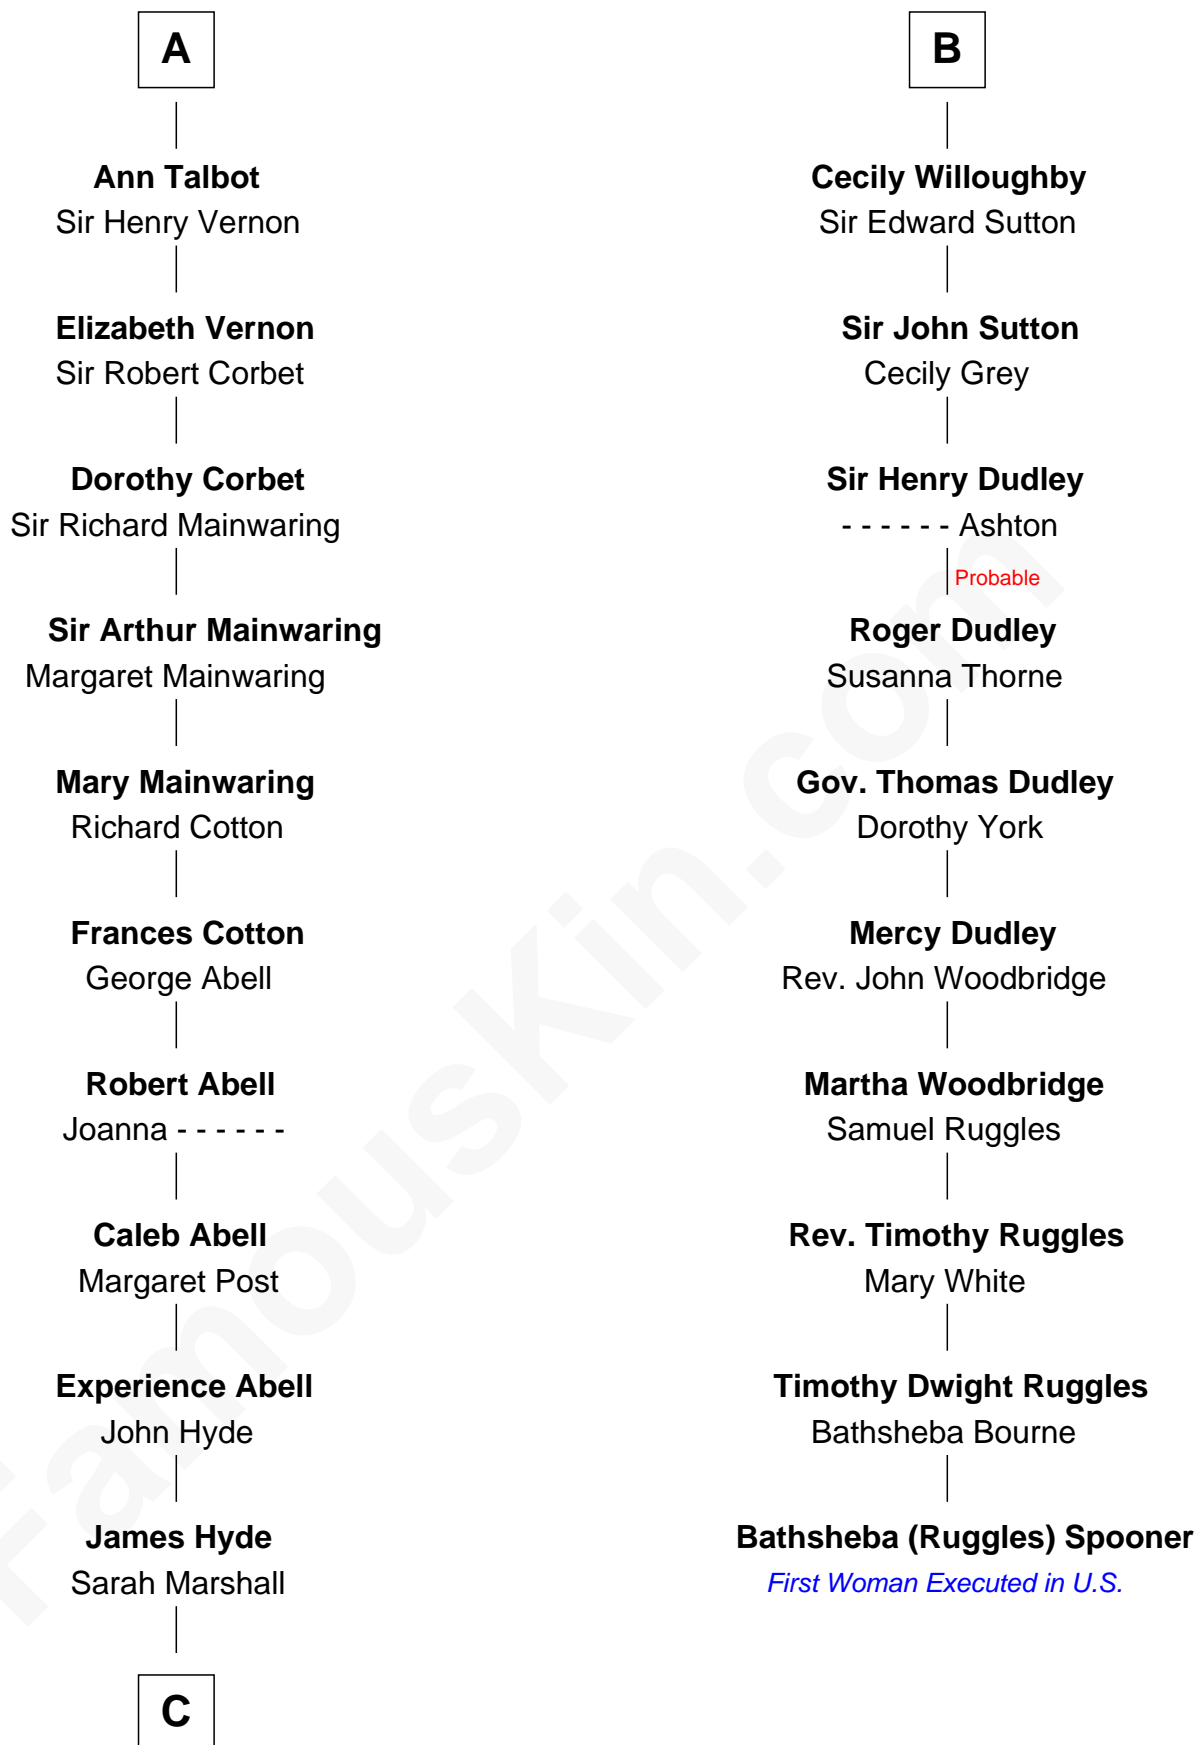 A
Ann Talbot
Sir Henry Vernon
Elizabeth Vernon
Sir Robert Corbet
Dorothy Corbet
Sir Richard Mainwaring
Sir Arthur Mainwaring
Margaret Mainwaring
Mary Mainwaring
Richard Cotton
Frances Cotton
George Abell
Robert Abell
Joanna - - - - - -
Caleb Abell
Margaret Post
Experience Abell
John Hyde
James Hyde
Sarah Marshall
C
B
Cecily Willoughby
Sir Edward Sutton
Sir John Sutton
Cecily Grey
Sir Henry Dudley
- - - - - - Ashton
Probable
Roger Dudley
Susanna Thorne
Gov. Thomas Dudley
Dorothy York
Mercy Dudley
Rev. John Woodbridge
Martha Woodbridge
Samuel Ruggles
Rev. Timothy Ruggles
Mary White
Timothy Dwight Ruggles
Bathsheba Bourne
Bathsheba (Ruggles) Spooner
First Woman Executed in U.S.
FamousKin.com